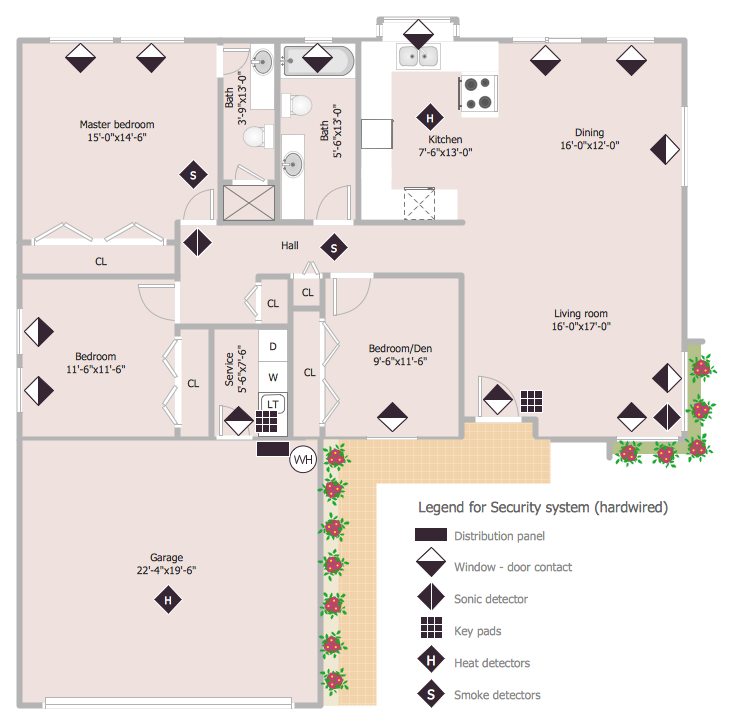 Master bedroom
15'-0"x14'-6"
S
CL
Bath
3'-9"x13'-0"
Bath
5'-6"x13'-0"
H
Kitchen
7'-6"x13'-0"
Dining
16'-0"x12'-0"
Hall
S
CL
CL
Living room
16'-0"x17'-0"
Bedroom
11'-6"x11'-6"
CL
Service
5'-6"x7'-6"
D
W
LT
CL
Bedroom/Den
9'-6"x11'-6"
WH
Garage
22'-4"x19'-6"
H
Legend for Security system (hardwired)
Distribution panel
Window - door contact
Sonic detector
Key pads
H Heat detectors
S Smoke detectors